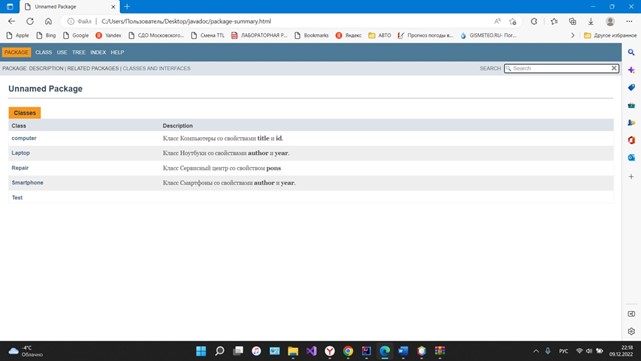 Unnamed Package
C:/Users/Пользователь/Desktop/javadoc/package-summary.html
Файл
Apple Bing Google Yandex СДО Московского... Смена TTL ЛАБОРАТОРНАЯ Р... Bookmarks Яндекс АВТО Прогноз погоды в... GISMETEO.RU- Пог... Другое избранное
PACKAGE CLASS USE TREE INDEX HELP
PACKAGE: DESCRIPTION | RELATED PACKAGES | CLASSES AND INTERFACES
SEARCH Search
Unnamed Package
Classes
Class Description
computer Класс Компьютеры со свойствами title и id.
Laptop Класс Ноутбуки со свойствами author и year.
Repair Класс Сервисный центр со свойством pons
Smartphone Класс Смартфоны со свойствами author и year.
Test
-4°C
Облачно
РУС
22:18
09.12.2022